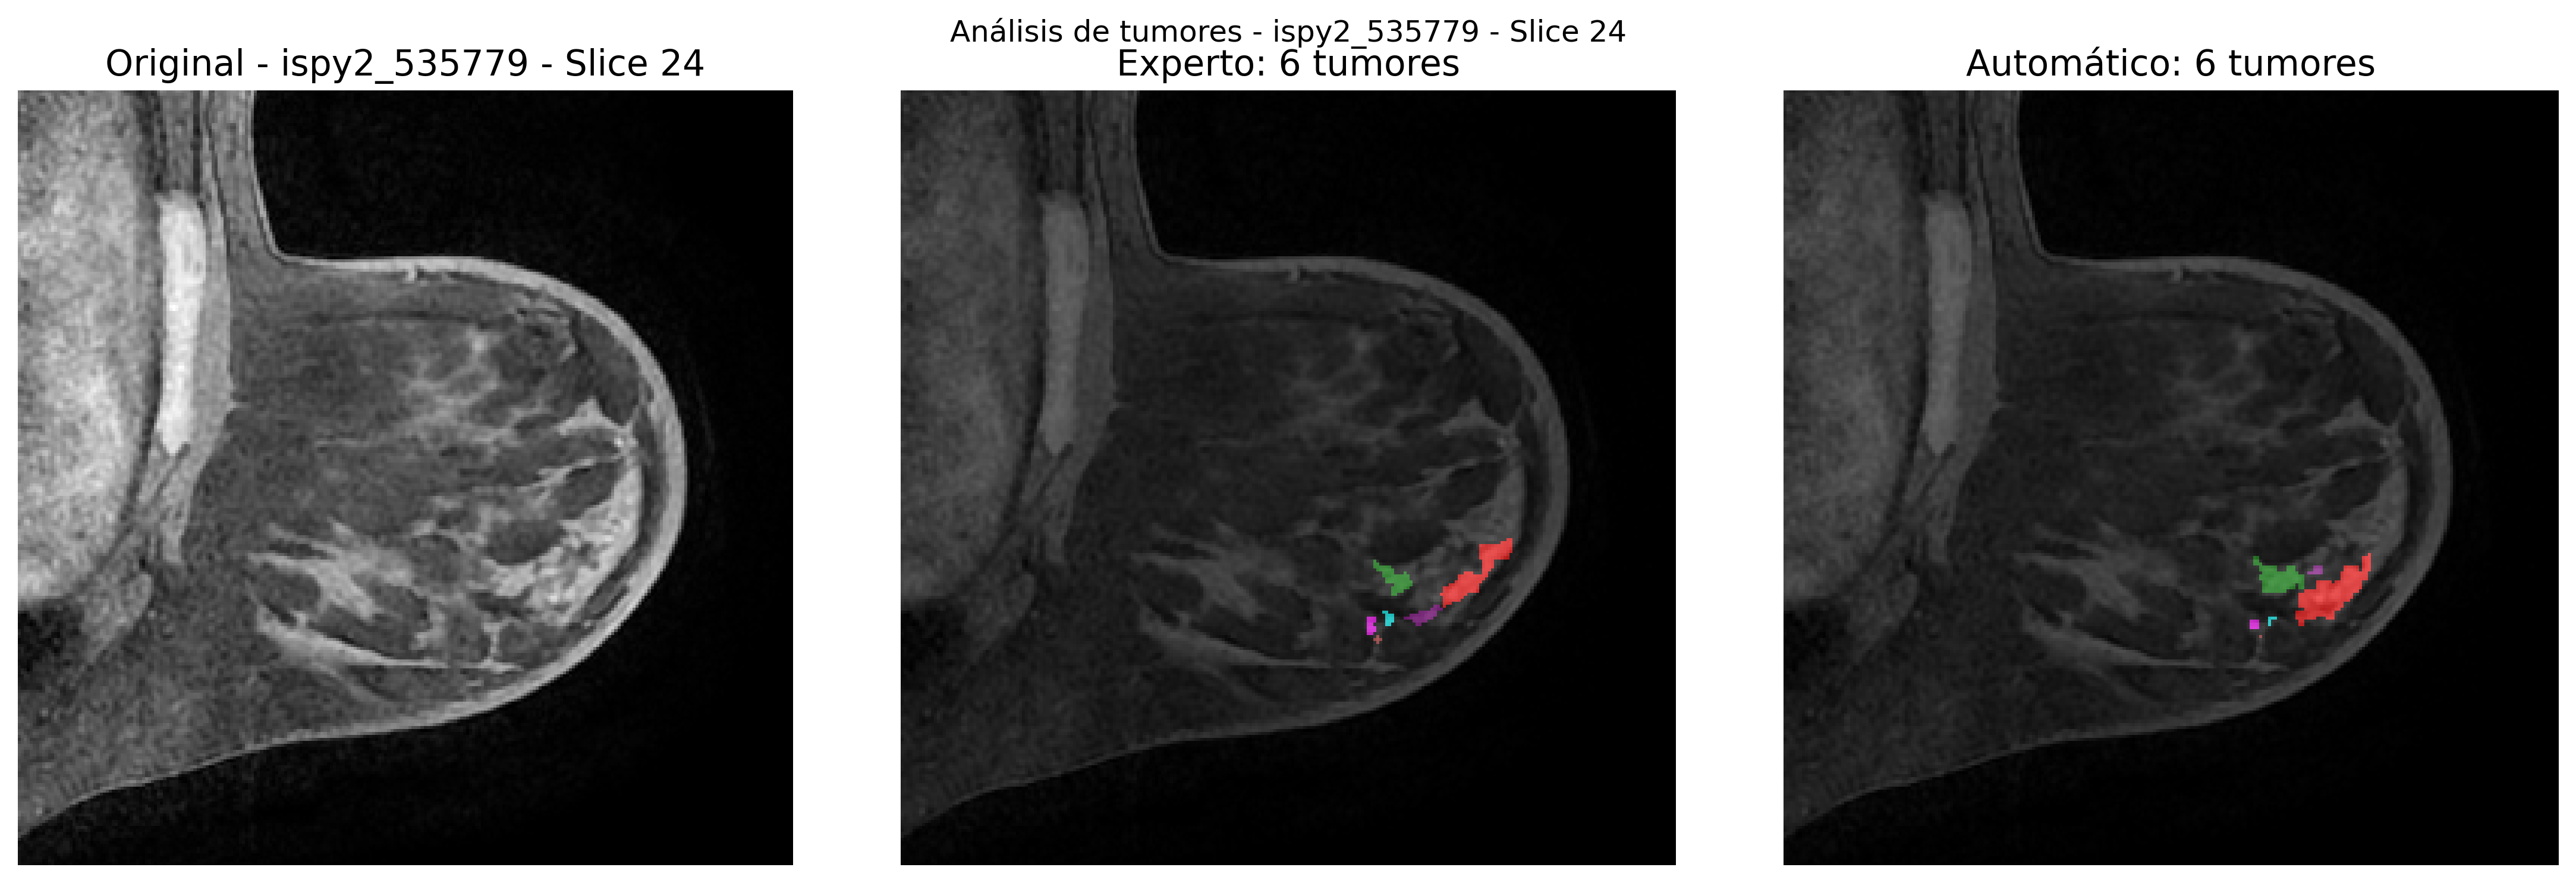 Análisis de tumores - ispy2_535779 - Slice 24
Original - ispy2_535779 - Slice 24
Experto: 6 tumores
Automático: 6 tumores